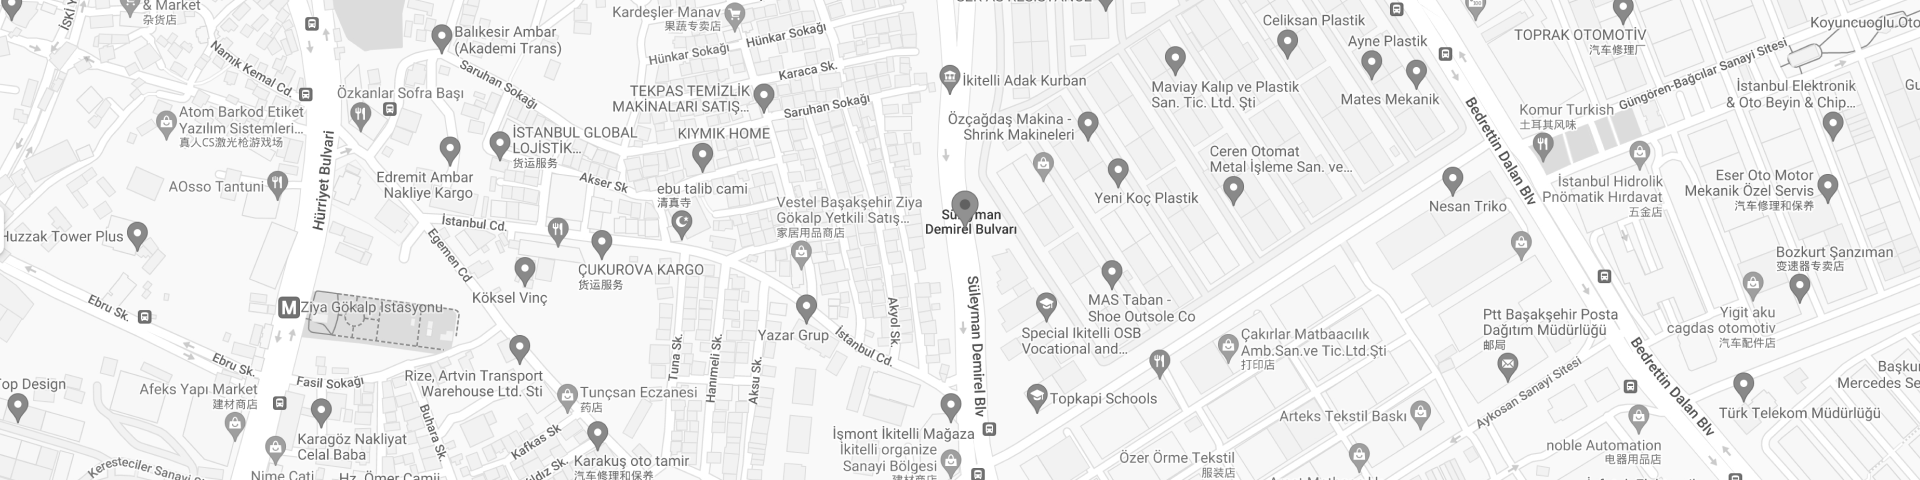 & Market
杂货店
Namık Kemal Cd.
Balıkesir Ambar
(Akademi Trans)
Kardeşler Manav
果蔬专卖店
Hünkar Sokağı
Hünkar Sokağı
Karaca Sk.
Saruhan Sokağı
Saruhan Sokağı
Özkanlar Sofra Başı
TEKPAS TEMİZLİK
MAKİNALARI SATIŞ...
Atom Barkod Etiket
Yazılım Sistemleri...
真人CS激光枪游戏场
Hürriyet Bulvarı
İSTANBUL GLOBAL
LOJİSTİK...
货运服务
KIYMIK HOME
Edremit Ambar
Nakliye Kargo
AOsso Tantuni
Akser Sk
ebu talib cami
清真寺
İstanbul Cd.
Vestel Başakşehir Ziya
Gökalp Yetkili Satış...
家居用品商店
Huzzak Tower Plus
Egemen Cd
ÇUKUROVA KARGO
货运服务
Köksel Vinç
Ebru Sk.
M
Ziya Gökalp İstasyonu
Yazar Grup
İstanbul Cd.
Akyol Sk.
Tuna Sk.
Hanımeli Sk.
Aksu Sk.
Ebru Sk.
Fasil Sokağı
Rize, Artvin Transport
Warehouse Ltd. Sti
Top Design
Afeks Yapı Market
建材商店
Tunçsan Eczanesi
药店
Buhara Sk.
Kafkas Sk.
Karagöz Nakliyat
Celal Baba
Karakuş oto tamir
汽车修理和保养
Keresteciler Sanayi
Nime Çati
Hz. Ömer Camii
Yıldız Sk.
İkitelli Adak Kurban
Özçağdaş Makina -
Shrink Makineleri
Süleyman
Demirel Bulvarı
Süleyman Demirel Blv
Celiksan Plastik
Ayne Plastik
Maviay Kalıp ve Plastik
San. Tic. Ltd. Şti
Mates Mekanik
Ceren Otomat
Metal İşleme San. ve...
Yeni Koç Plastik
Bedrettin Dalan Blv
TOPRAK OTOMOTİV
汽车修理厂
Koyuncuoglu Oto
Güngören-Bağcılar Sanayi Sitesi
İstanbul Elektronik
& Oto Beyin & Chip...
Komur Turkish
土耳其风味
Nesan Triko
İstanbul Hidrolik
Pnömatik Hırdavat
五金店
Eser Oto Motor
Mekanik Özel Servis
汽车修理和保养
Bozkurt Şanzıman
变速器专卖店
MAS Taban -
Shoe Outsole Co
Special Ikitelli OSB
Vocational and...
Çakırlar Matbaacılık
Amb.San.ve Tic.Ltd.Şti
打印店
Ptt Başakşehir Posta
Dağıtım Müdürlüğü
邮局
Yigit aku
cagdas otomotiv
汽车配件店
Bedrettin Dalan Blv
Topkapi Schools
Aykosan Sanayi Sitesi
Arteks Tekstil Baskı
Türk Telekom Müdürlüğü
İşmont İkitelli Mağaza
İkitelli organize
Sanayi Bölgesi
建材商店
Özer Örme Tekstil
服装店
noble Automation
电器用品店